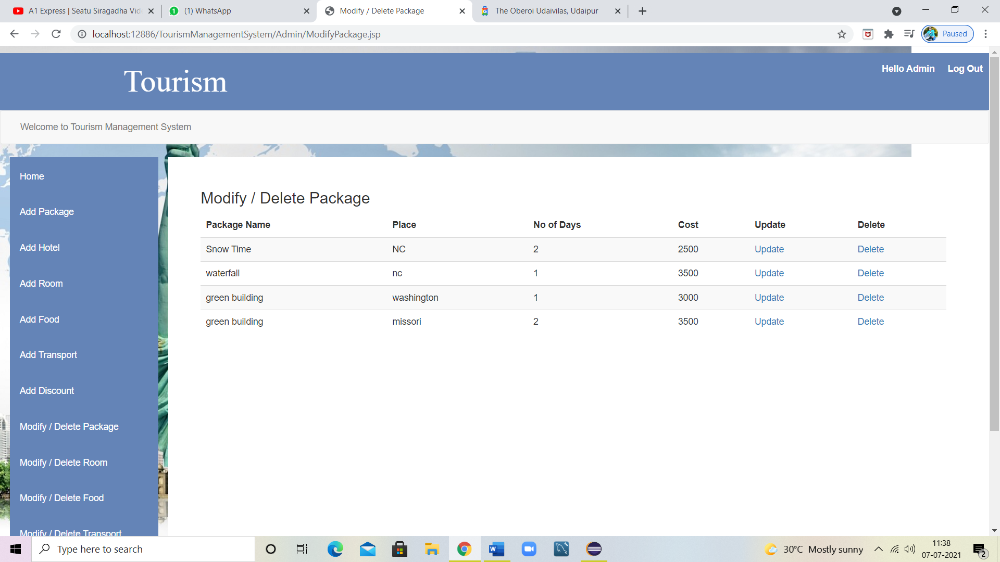 A1 Express | Seatu Siragadha Vid
(1) WhatsApp
Modify / Delete Package
The Oberoi Udaivilas, Udaipur
localhost:12886/TourismManagementSystem/Admin/ModifyPackage.jsp
Paused
Tourism
Hello Admin Log Out
Welcome to Tourism Management System
Home
Add Package
Add Hotel
Add Room
Add Food
Add Transport
Add Discount
Modify / Delete Package
Modify / Delete Room
Modify / Delete Food
Modify / Delete Transport
Modify / Delete Package
Package Name Place No of Days Cost Update Delete
Snow Time NC 2 2500 Update Delete
waterfall nc 1 3500 Update Delete
green building washington 1 3000 Update Delete
green building missori 2 3500 Update Delete
Type here to search
30°C Mostly sunny
11:38
07-07-2021
2